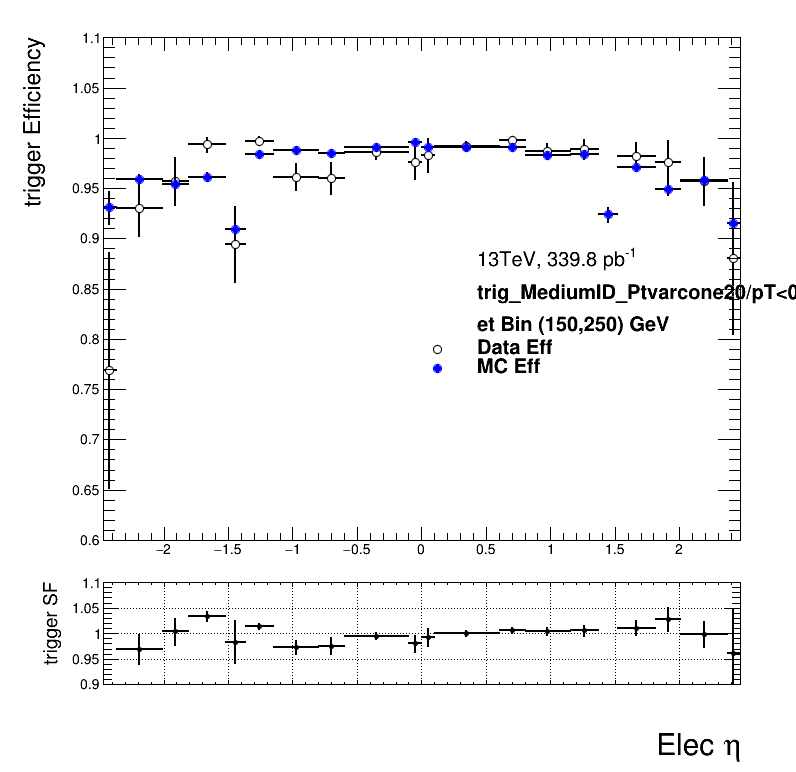 trigger Efficiency
1.1
1.05
1
0.95
0.9
0.85
0.8
0.75
0.7
0.65
0.6
13TeV, 339.8 pb-1
trig_MediumID_Ptvarcone20/pT<0
et Bin (150,250) GeV
Data Eff
MC Eff
−2 −1.5 −1 −0.5 0 0.5 1 1.5 2
trigger SF
1.1
1.05
1
0.95
0.9
Elec η